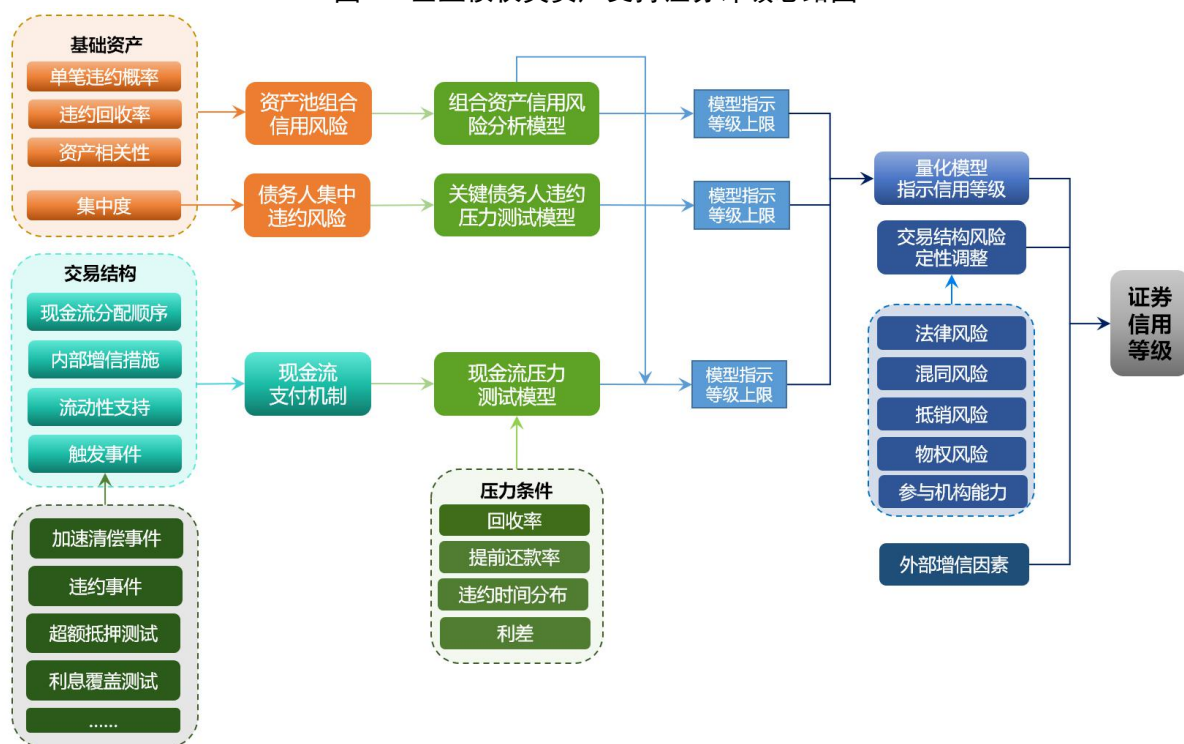 基础资产
单笔违约概率
违约回收率
资产相关性
集中度
资产池组合
信用风险
债务人集中
违约风险
组合资产信用风
险分析模型
关键债务人违约
压力测试模型
模型指示
等级上限
模型指示
等级上限
交易结构
现金流分配顺序
内部增信措施
流动性支持
触发事件
现金流
支付机制
现金流压力
测试模型
模型指示
等级上限
加速清偿事件
违约事件
超额抵押测试
利息覆盖测试
......
压力条件
回收率
提前还款率
违约时间分布
利差
量化模型
指示信用等级
交易结构风险
定性调整
法律风险
混同风险
抵销风险
物权风险
参与机构能力
外部增信因素
证券
信用
等级